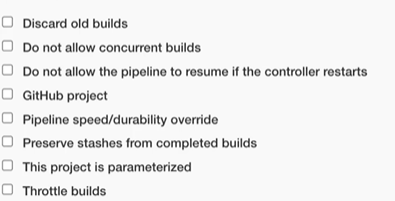 Discard old builds
Do not allow concurrent builds
Do not allow the pipeline to resume if the controller restarts
GitHub project
Pipeline speed/durability override
Preserve stashes from completed builds
This project is parameterized
Throttle builds